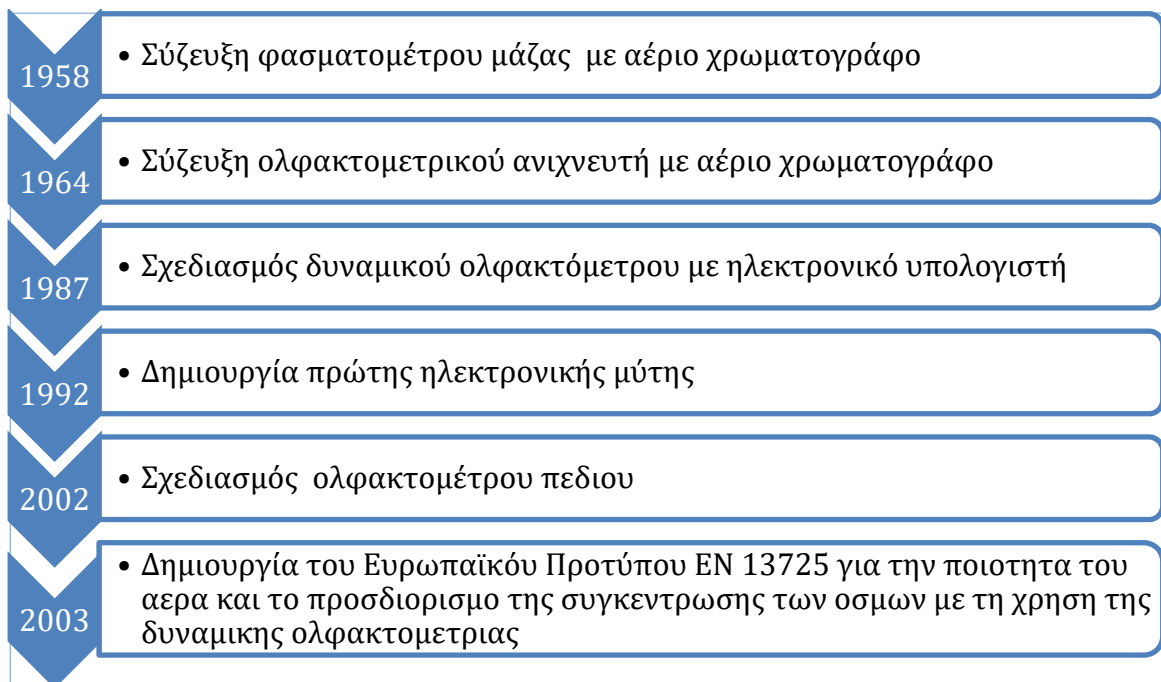 1958
• Σύζευξη φασματομέτρου μάζας με αέριο χρωματογράφο
1964
• Σύζευξη ολφακτομετρικού ανιχνευτή με αέριο χρωματογράφο
1987
• Σχεδιασμός δυναμικού ολφακτόμετρου με ηλεκτρονικό υπολογιστή
1992
• Δημιουργία πρώτης ηλεκτρονικής μύτης
2002
• Σχεδιασμός ολφακτομέτρου πεδιου
2003
• Δημιουργία του Ευρωπαϊκόυ Προτύπου EN 13725 για την ποιοτητα του
αερα και το προσδιορισμο της συγκεντρωσης των οσμων με τη χρηση της
δυναμικης ολφακτομετριας